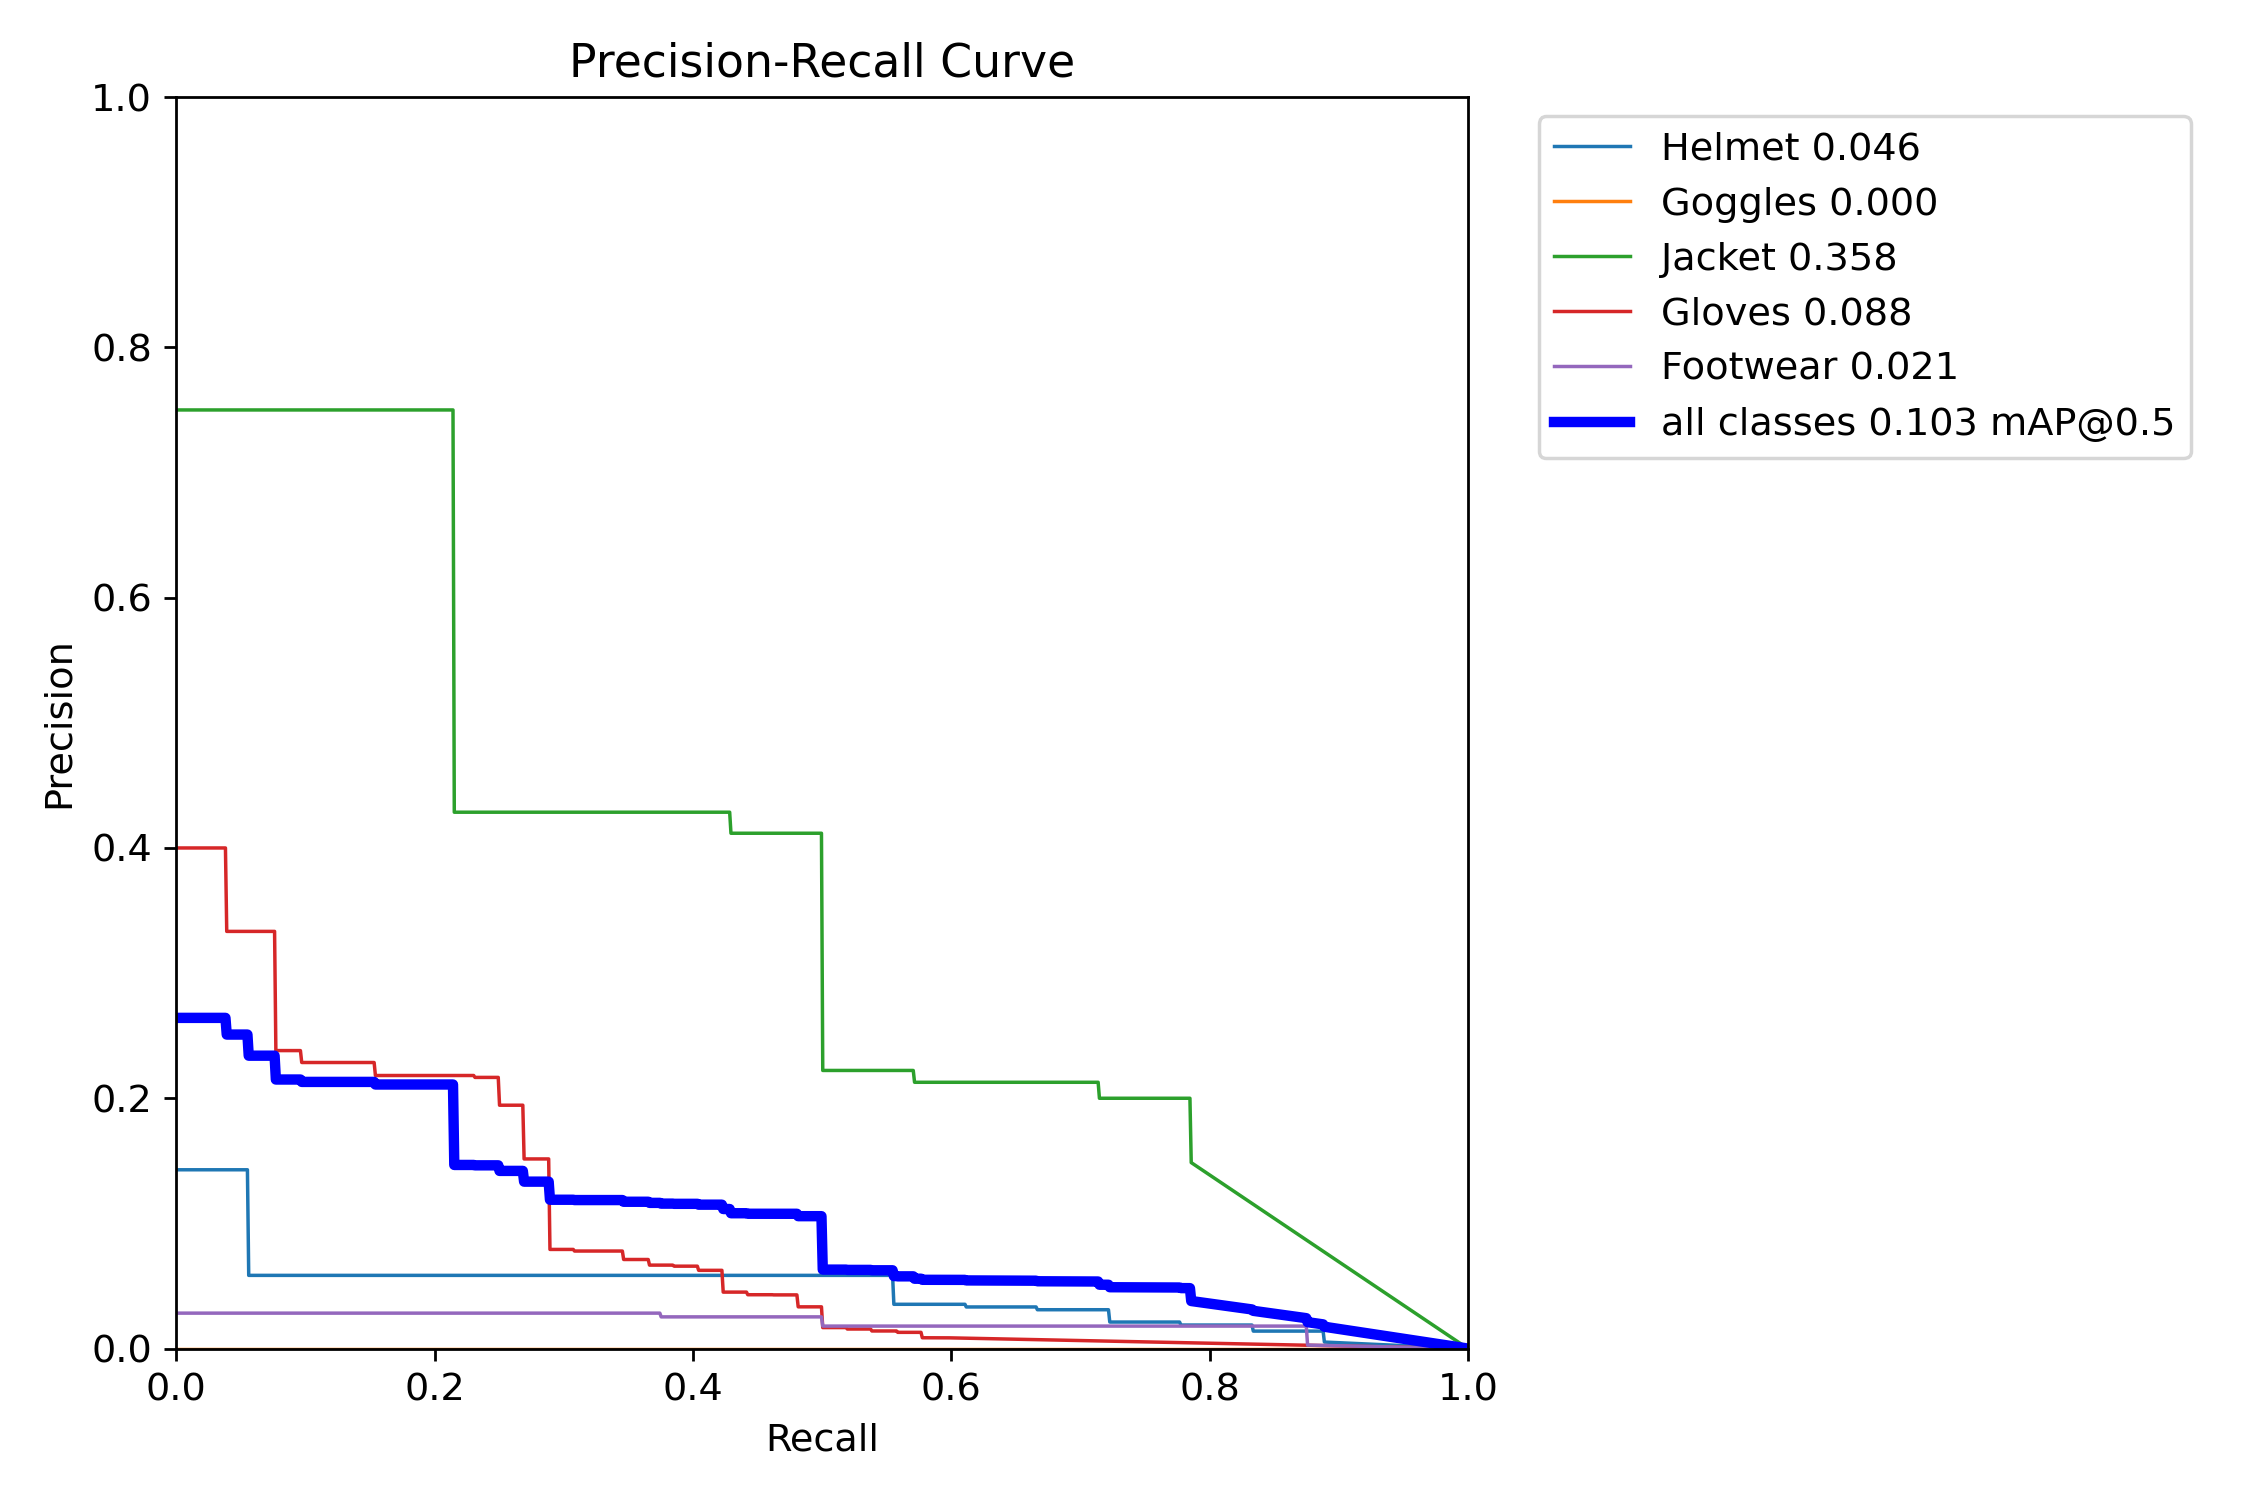 Precision-Recall Curve
1.0
0.8
0.6
0.4
0.2
0.0
Precision
0.0 0.2 0.4 0.6 0.8 1.0
Recall
Helmet 0.046
Goggles 0.000
Jacket 0.358
Gloves 0.088
Footwear 0.021
all classes 0.103 mAP@0.5